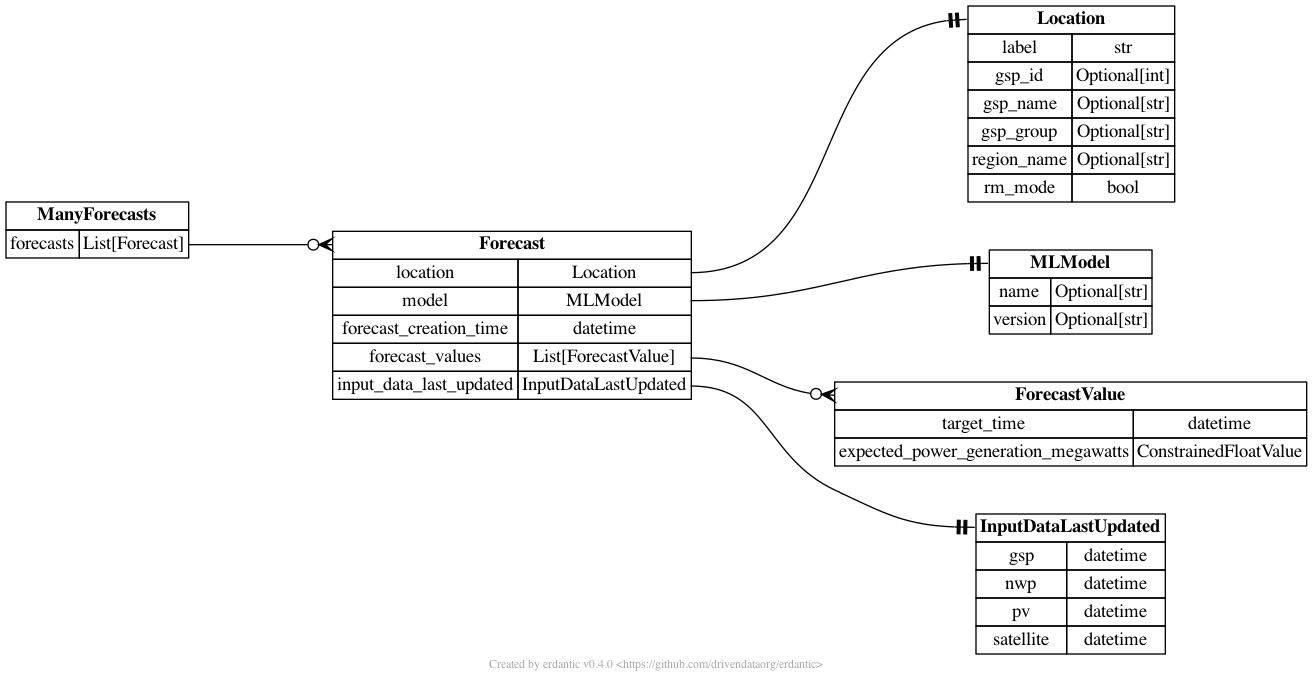 ManyForecasts
forecasts List[Forecast]
Forecast
location Location
model MLModel
forecast_creation_time datetime
forecast_values List[ForecastValue]
input_data_last_updated InputDataLastUpdated
Location
label str
gsp_id Optional[int]
gsp_name Optional[str]
gsp_group Optional[str]
region_name Optional[str]
rm_mode bool
MLModel
name Optional[str]
version Optional[str]
ForecastValue
target_time datetime
expected_power_generation_megawatts ConstrainedFloatValue
InputDataLastUpdated
gsp datetime
nwp datetime
pv datetime
satellite datetime
Created by erdantic v0.4.0 <https://github.com/drivendataorg/erdantic>